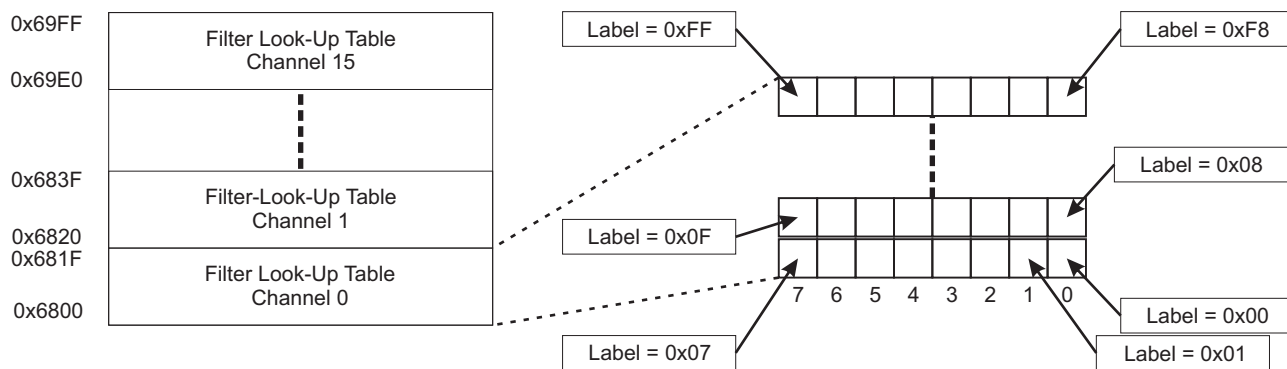 0x69FF
Filter Look-Up Table
Channel 15
0x69E0
0x683F
Filter-Look-Up Table
Channel 1
0x6820
0x681F
Filter Look-Up Table
Channel 0
0x6800
Label = 0xFF
Label = 0xF8
Label = 0x08
Label = 0x0F
7 6 5 4 3 2 1 0
Label = 0x00
Label = 0x07
Label = 0x01